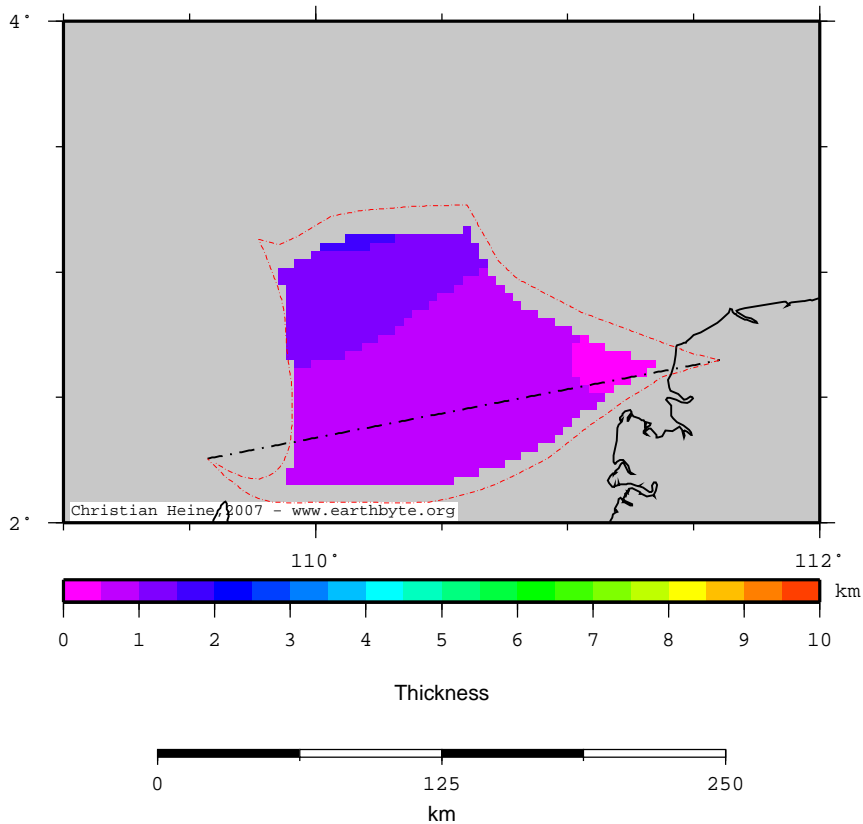 4°
2°
Christian Heine,2007 - www.earthbyte.org
110° 112°
km
0 1 2 3 4 5 6 7 8 9 10
Thickness
0 125 250
km